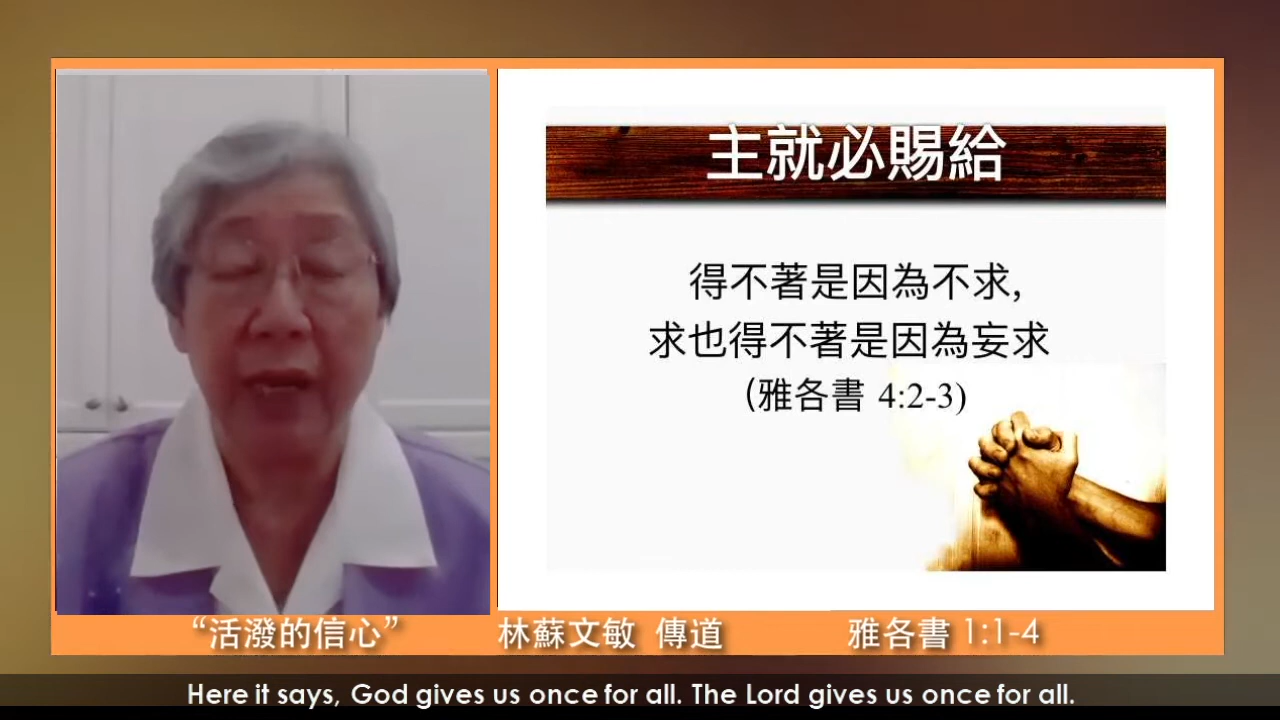 主就必賜給
得不著是因為不求,
求也得不著是因為妄求
(雅各書 4:2-3)
“活潑的信心” 林蘇文敏 傳道 雅各書 1:1-4
Here it says, God gives us once for all. The Lord gives us once for all.